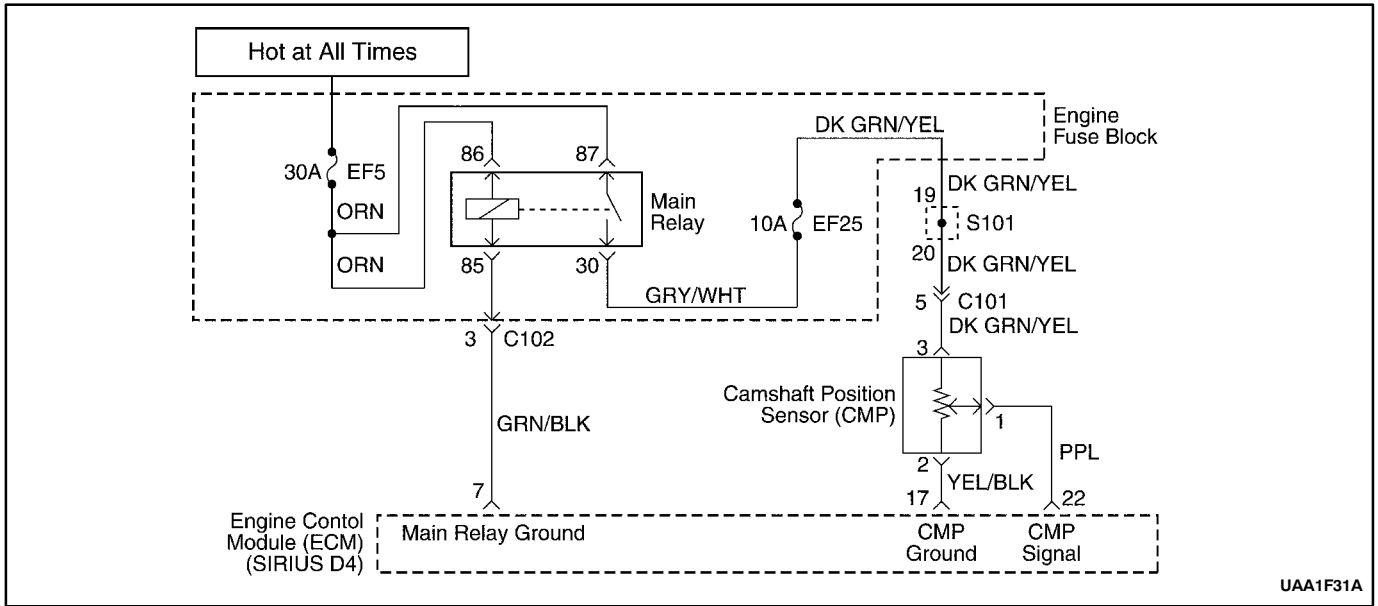 Hot at All Times
Engine
Fuse Block
DK GRN/YEL
86
87
30A
EF5
DK GRN/YEL
19
ORN
Main
Relay
10A
EF25
S101
20
ORN
85
30
DK GRN/YEL
GRY/WHT
5
C101
3
C102
DK GRN/YEL
3
Camshaft Position
Sensor (CMP)
1
GRN/BLK
PPL
2
YEL/BLK
7
17
22
Engine Contol
Module (ECM)
(SIRIUS D4)
Main Relay Ground
CMP
Ground
CMP
Signal
UAA1F31A